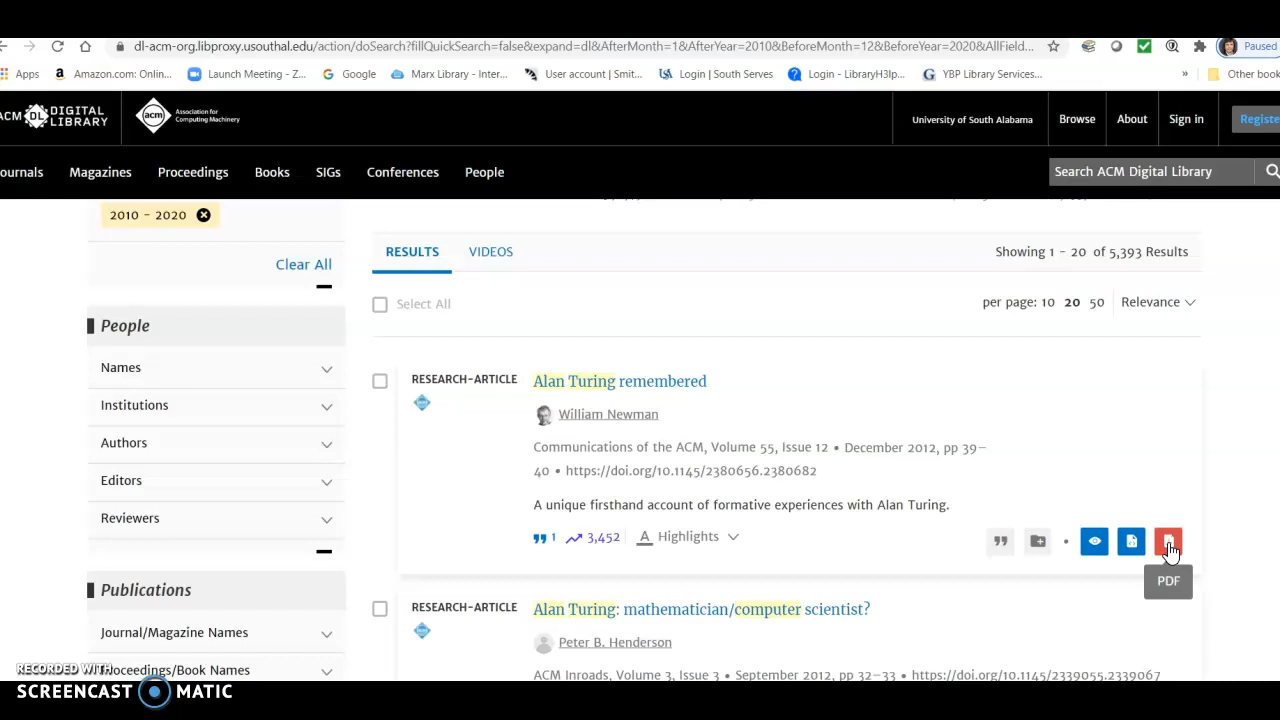 dl-acm-org.libproxy.usouthal.edu/action/doSearch?fillQuickSearch=false&expand=dl&AfterMonth=1&AfterYear=2010&BeforeMonth=12&BeforeYear=2020&AllField...
Paused
Apps
Amazon.com: Onlin...
Launch Meeting - Z...
Google
Marx Library - Inter...
User account | Smit...
Login | South Serves
Login - LibraryH3lp...
YBP Library Services...
»
Other book
ACM DL DIGITAL LIBRARY
acm Association for Computing Machinery
University of South Alabama
Browse
About
Sign in
Registe
ournals
Magazines
Proceedings
Books
SIGs
Conferences
People
Search ACM Digital Library
2010 - 2020
Clear All
RESULTS
VIDEOS
Showing 1 - 20 of 5,393 Results
Select All
per page: 10 20 50
Relevance
People
Names
Institutions
Authors
Editors
Reviewers
Publications
Journal/Magazine Names
Proceedings/Book Names
RESEARCH-ARTICLE
Alan Turing remembered
William Newman
Communications of the ACM, Volume 55, Issue 12 • December 2012, pp 39–
40 • https://doi.org/10.1145/2380656.2380682
A unique firsthand account of formative experiences with Alan Turing.
1
3,452
A Highlights
PDF
RESEARCH-ARTICLE
Alan Turing: mathematician/computer scientist?
Peter B. Henderson
ACM Inroads, Volume 3, Issue 3 • September 2012, pp 32–33 • https://doi.org/10.1145/2339055.2339067
RECORDED WITH
SCREENCAST MATIC